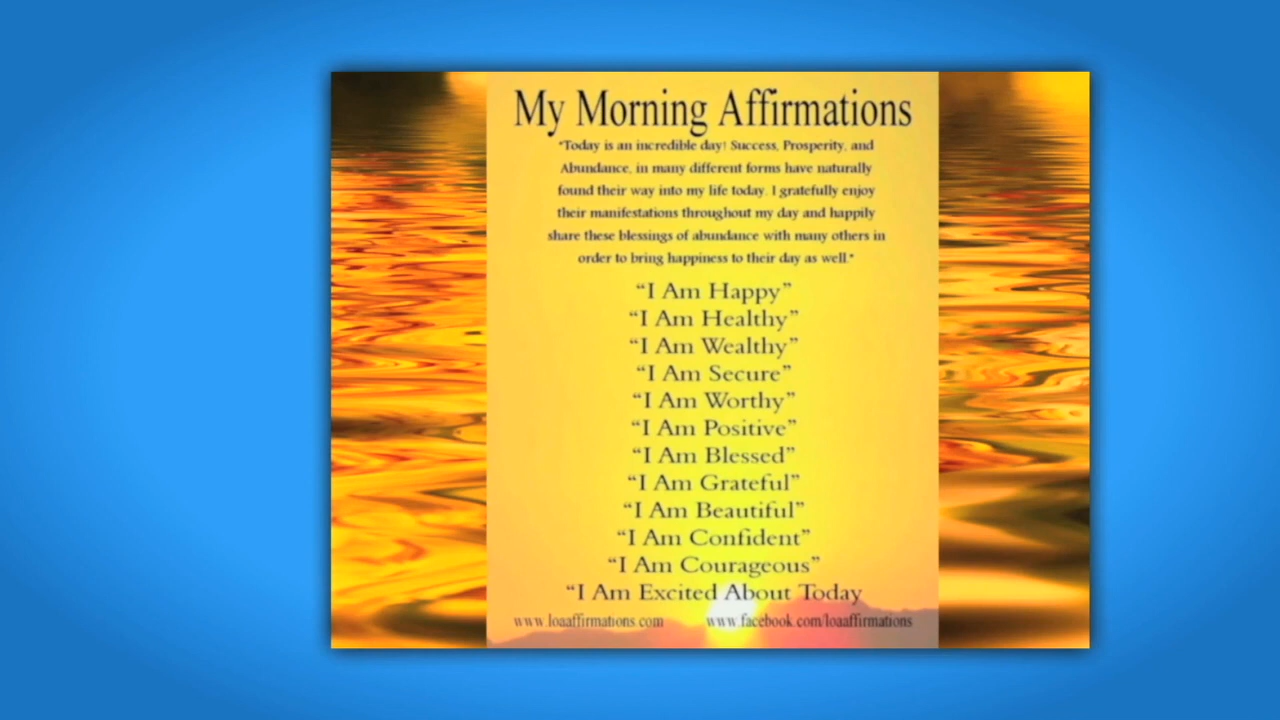 My Morning Affirmations
"Today is an incredible day! Success, Prosperity, and
Abundance, in many different forms have naturally
found their way into my life today. I gratefully enjoy
their manifestations throughout my day and happily
share these blessings of abundance with many others in
order to bring happiness to their day as well."
“I Am Happy”
“I Am Healthy”
“I Am Wealthy”
“I Am Secure”
“I Am Worthy”
“I Am Positive”
“I Am Blessed”
“I Am Grateful”
“I Am Beautiful”
“I Am Confident”
“I Am Courageous”
“I Am Excited About Today
www.loaaffirmations.com www.facebook.com/loaaffirmations